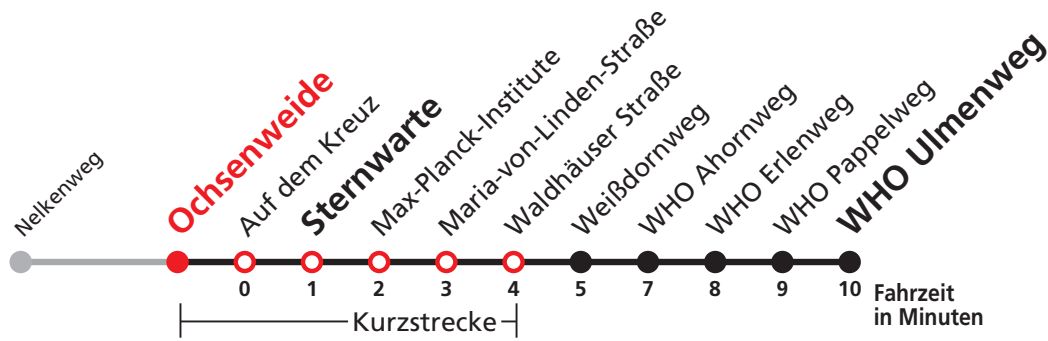 Nelkenweg
Ochsenweide
Auf dem Kreuz
Sternwarte
Max-Planck-Institute
Maria-von-Linden-Straße
Waldhäuser Straße
Weißdornweg
WHO Ahornweg
WHO Erlenweg
WHO Pappelweg
WHO Ulmenweg
0 1 2 3 4 5 7 8 9 10 Fahrzeit
in Minuten
Kurzstrecke